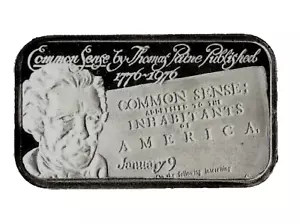 Common Sense by Thomas Paine Published
1776-1976
COMMON SENSE;
ADDRESSED TO THE
INHABITANTS
OF
AMERICA.
January 9